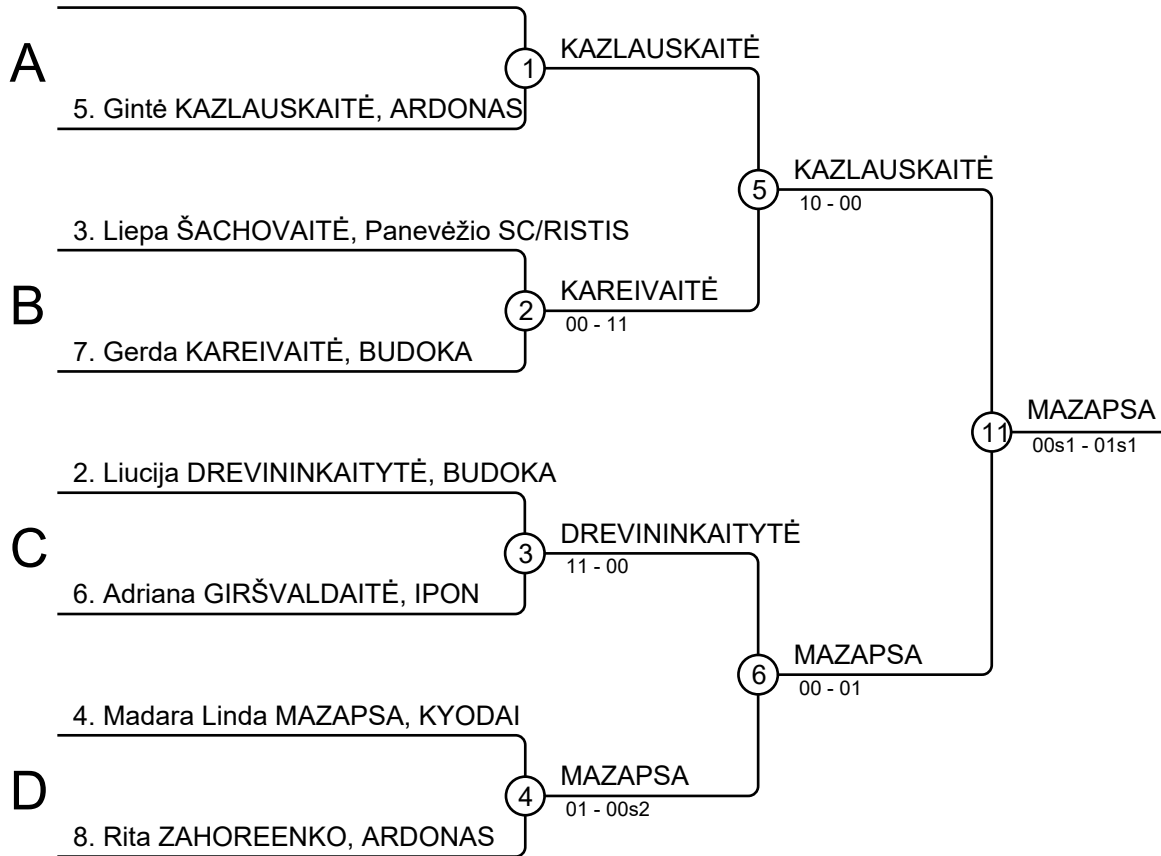 A
1
KAZLAUSKAITĖ
5. Gintė KAZLAUSKAITĖ, ARDONAS
5
KAZLAUSKAITĖ
10 - 00
3. Liepa ŠACHOVAITĖ, Panevėžio SC/RISTIS
B
2
KAREIVAITĖ
00 - 11
7. Gerda KAREIVAITĖ, BUDOKA
11
MAZAPSA
00s1 - 01s1
2. Liucija DREVININKAITYTĖ, BUDOKA
C
3
DREVININKAITYTĖ
11 - 00
6. Adriana GIRŠVALDAITĖ, IPON
6
MAZAPSA
00 - 01
4. Madara Linda MAZAPSA, KYODAI
D
4
MAZAPSA
01 - 00s2
8. Rita ZAHOREENKO, ARDONAS